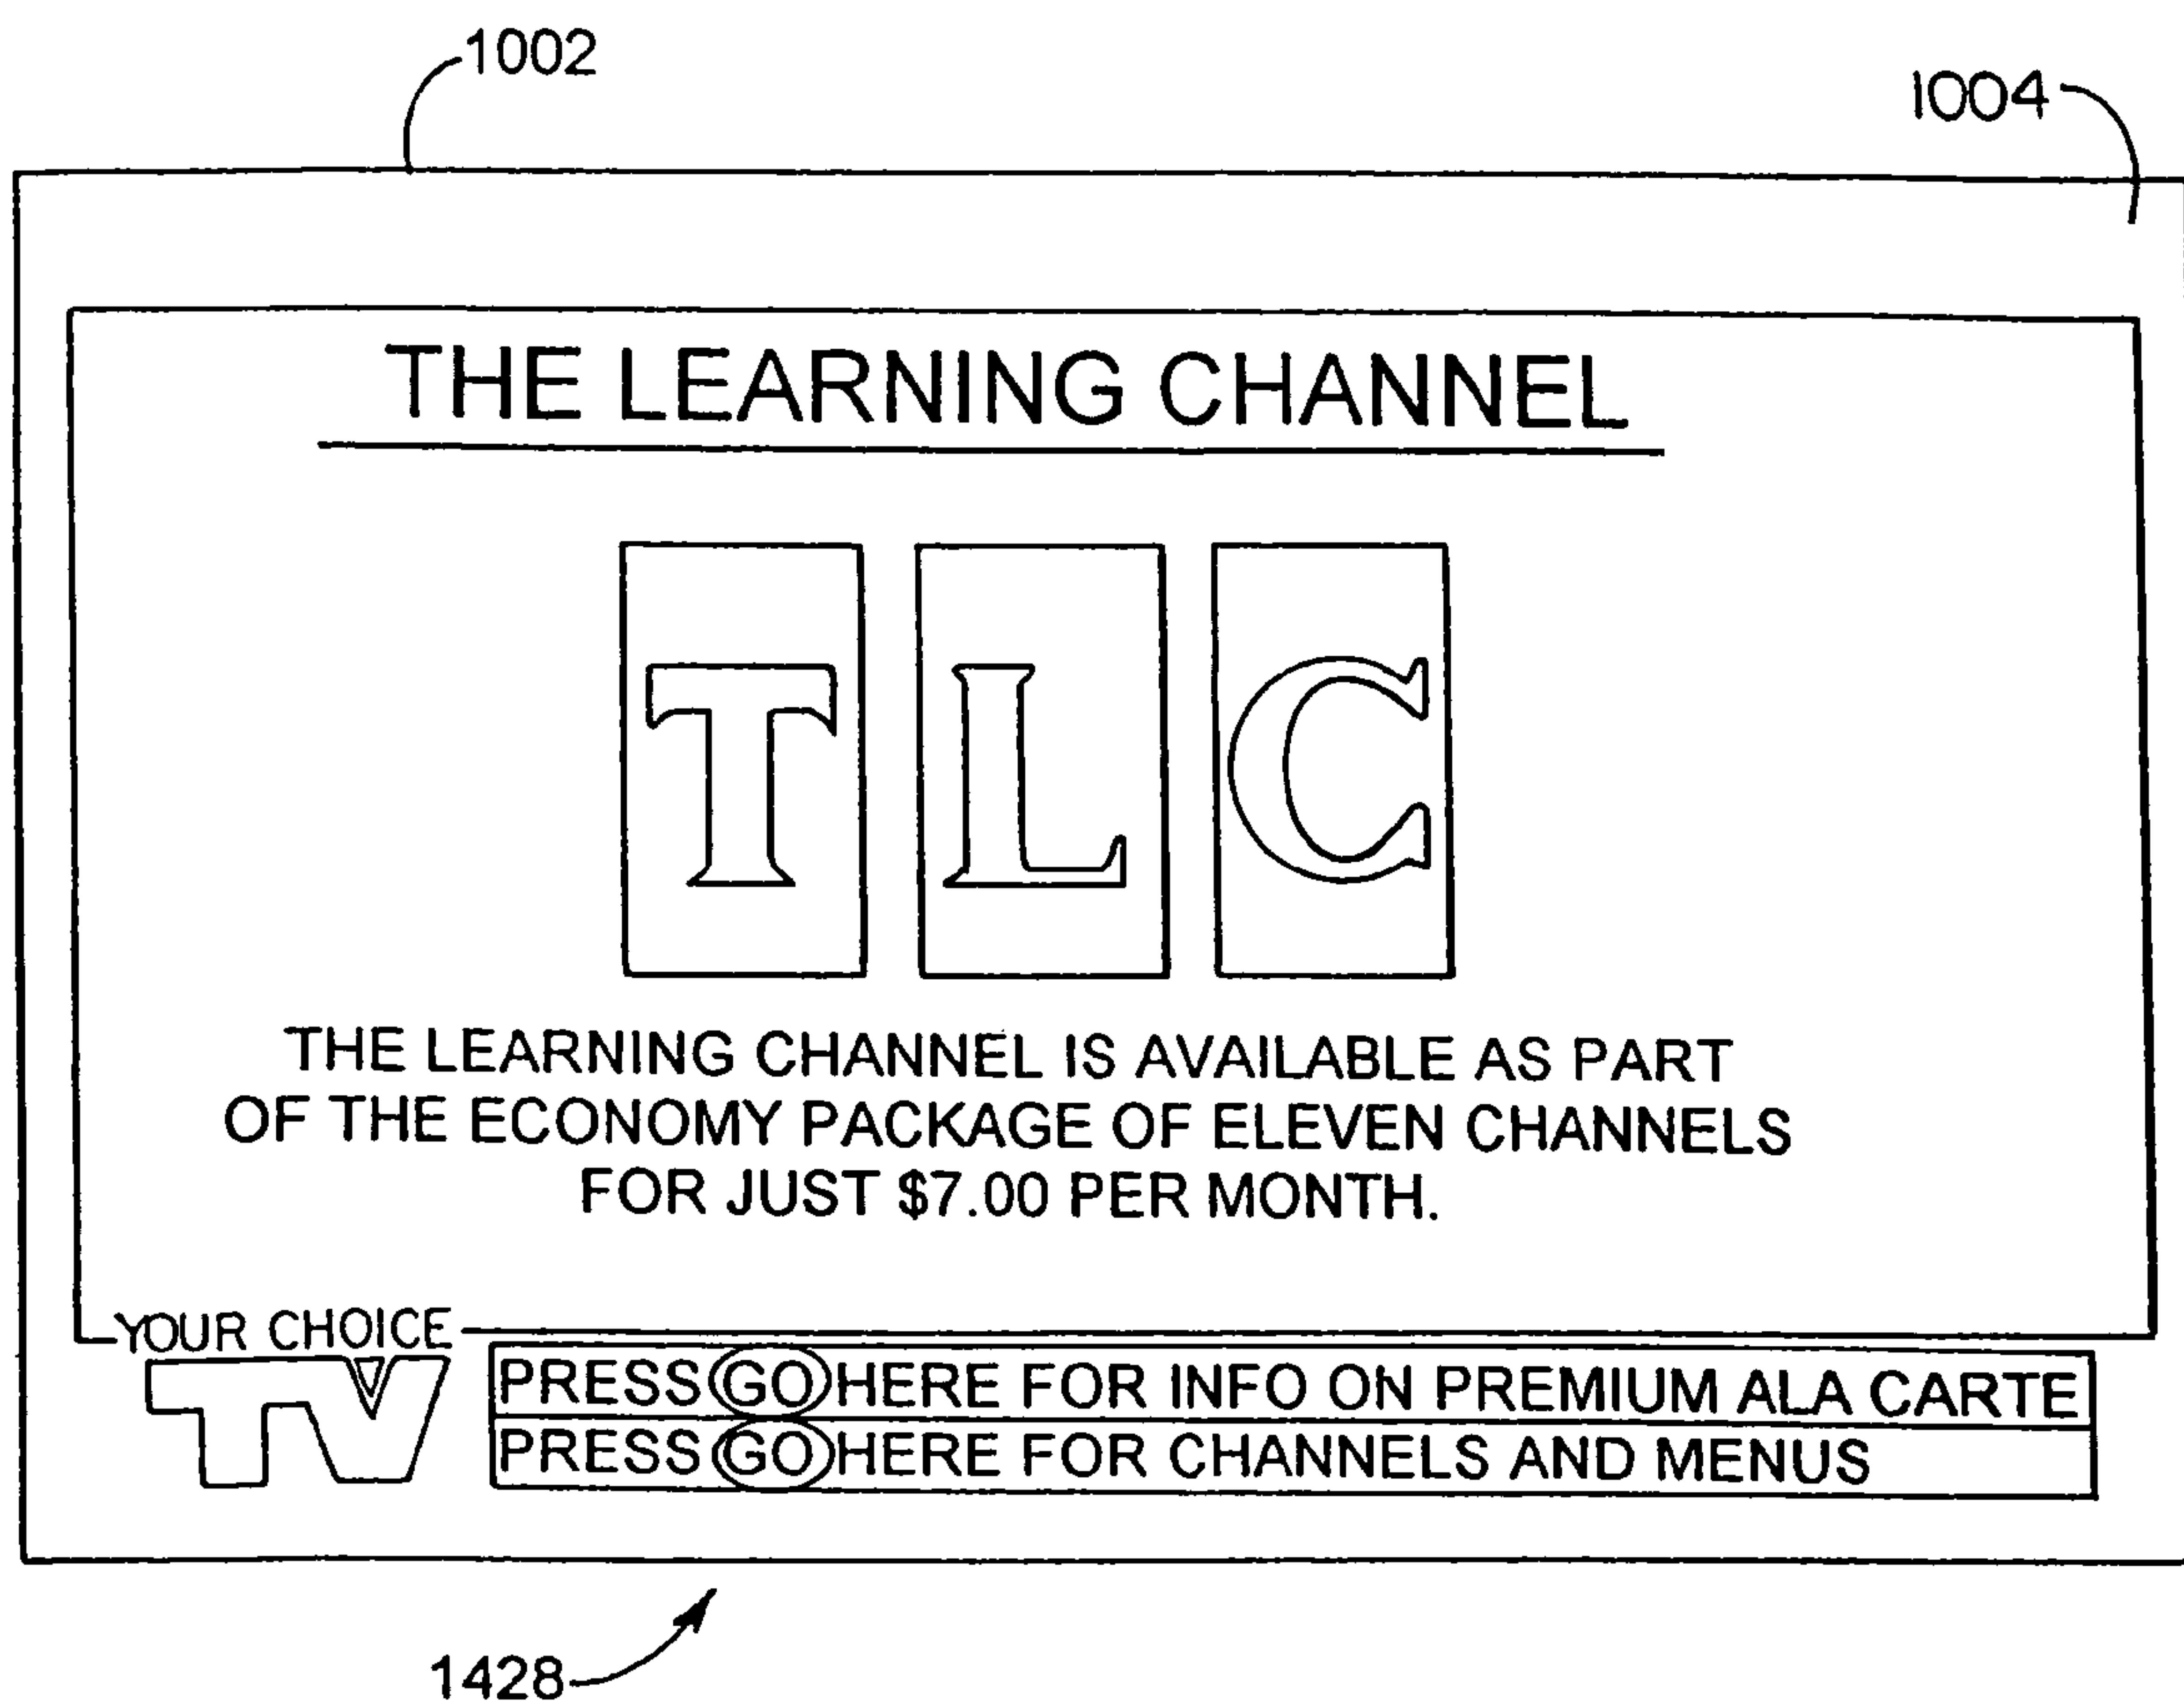 1002
1004
THE LEARNING CHANNEL
T L C
THE LEARNING CHANNEL IS AVAILABLE AS PART
OF THE ECONOMY PACKAGE OF ELEVEN CHANNELS
FOR JUST $7.00 PER MONTH.
YOUR CHOICE
TV
PRESS GO HERE FOR INFO ON PREMIUM ALA CARTE
PRESS GO HERE FOR CHANNELS AND MENUS
1428